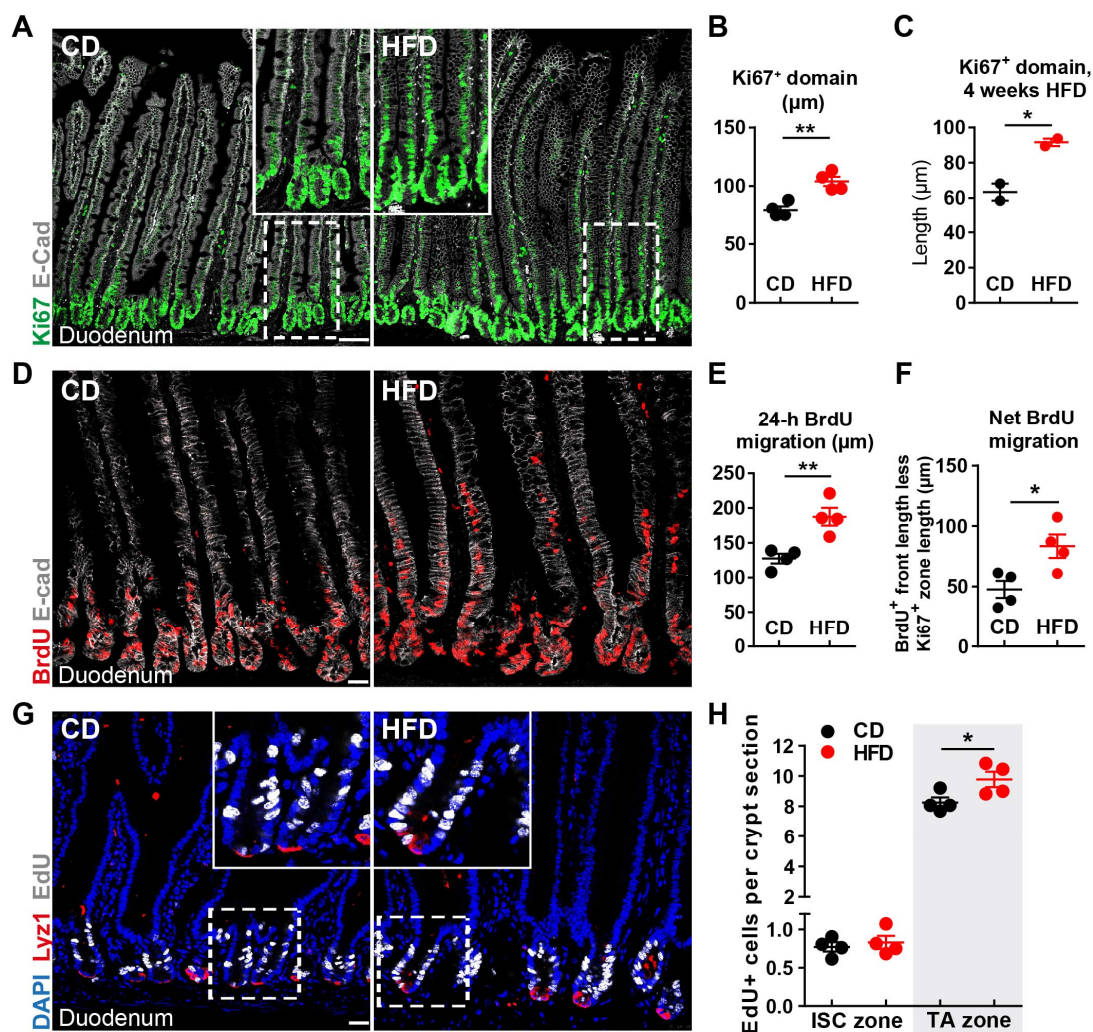 A
CD
HFD
Ki67 E-Cad
Duodenum
B
Ki67+ domain
(µm)
**
150
100
50
0
CD
HFD
C
Ki67+ domain,
4 weeks HFD
*
Length (µm)
100
80
60
40
20
0
CD
HFD
D
CD
HFD
BrdU E-cad
Duodenum
E
24-h BrdU
migration (µm)
**
250
200
150
100
50
0
CD
HFD
F
Net BrdU
migration
*
BrdU+ front length less
Ki67+ zone length (µm)
50
100
50
0
CD
HFD
G
CD
HFD
DAPI Lyz1 EdU
Duodenum
H
CD
HFD
*
EdU+ cells per crypt section
12
10
8
6
4
2
1.0
0.5
0
ISC zone
TA zone